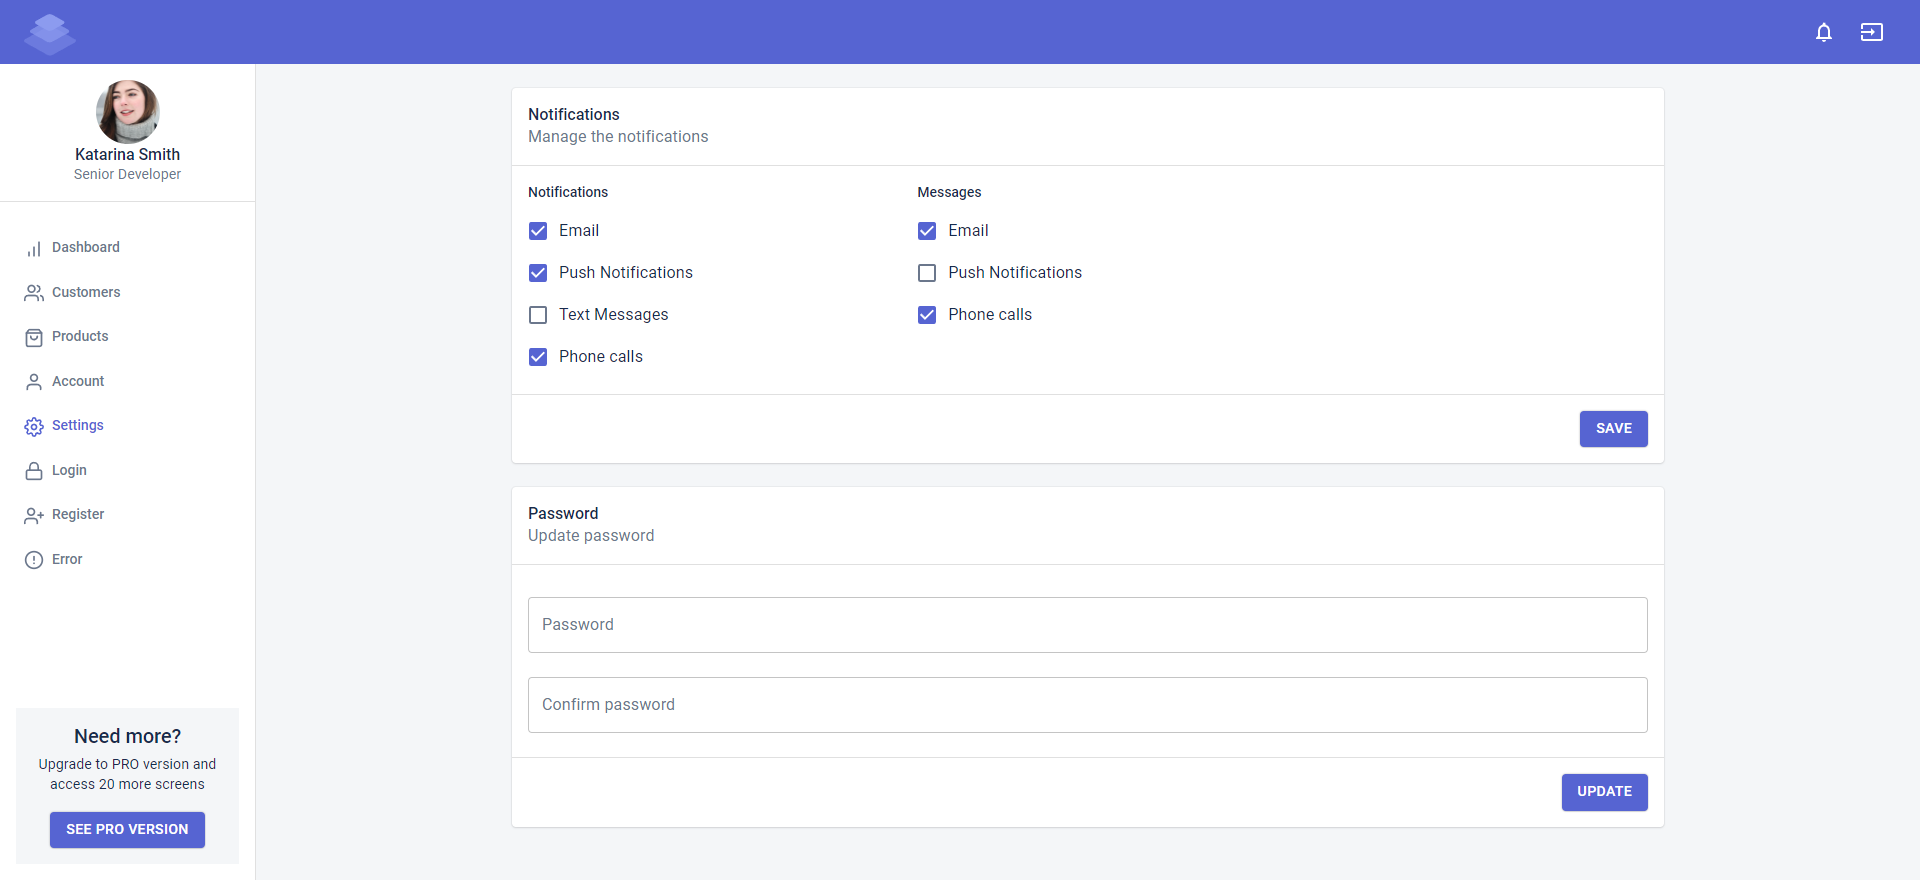 Katarina Smith
Senior Developer
Dashboard
Customers
Products
Account
Settings
Login
Register
Error
Need more?
Upgrade to PRO version and
access 20 more screens
SEE PRO VERSION
Notifications
Manage the notifications
Notifications
Email
Push Notifications
Text Messages
Phone calls
Messages
Email
Push Notifications
Phone calls
SAVE
Password
Update password
Password
Confirm password
UPDATE